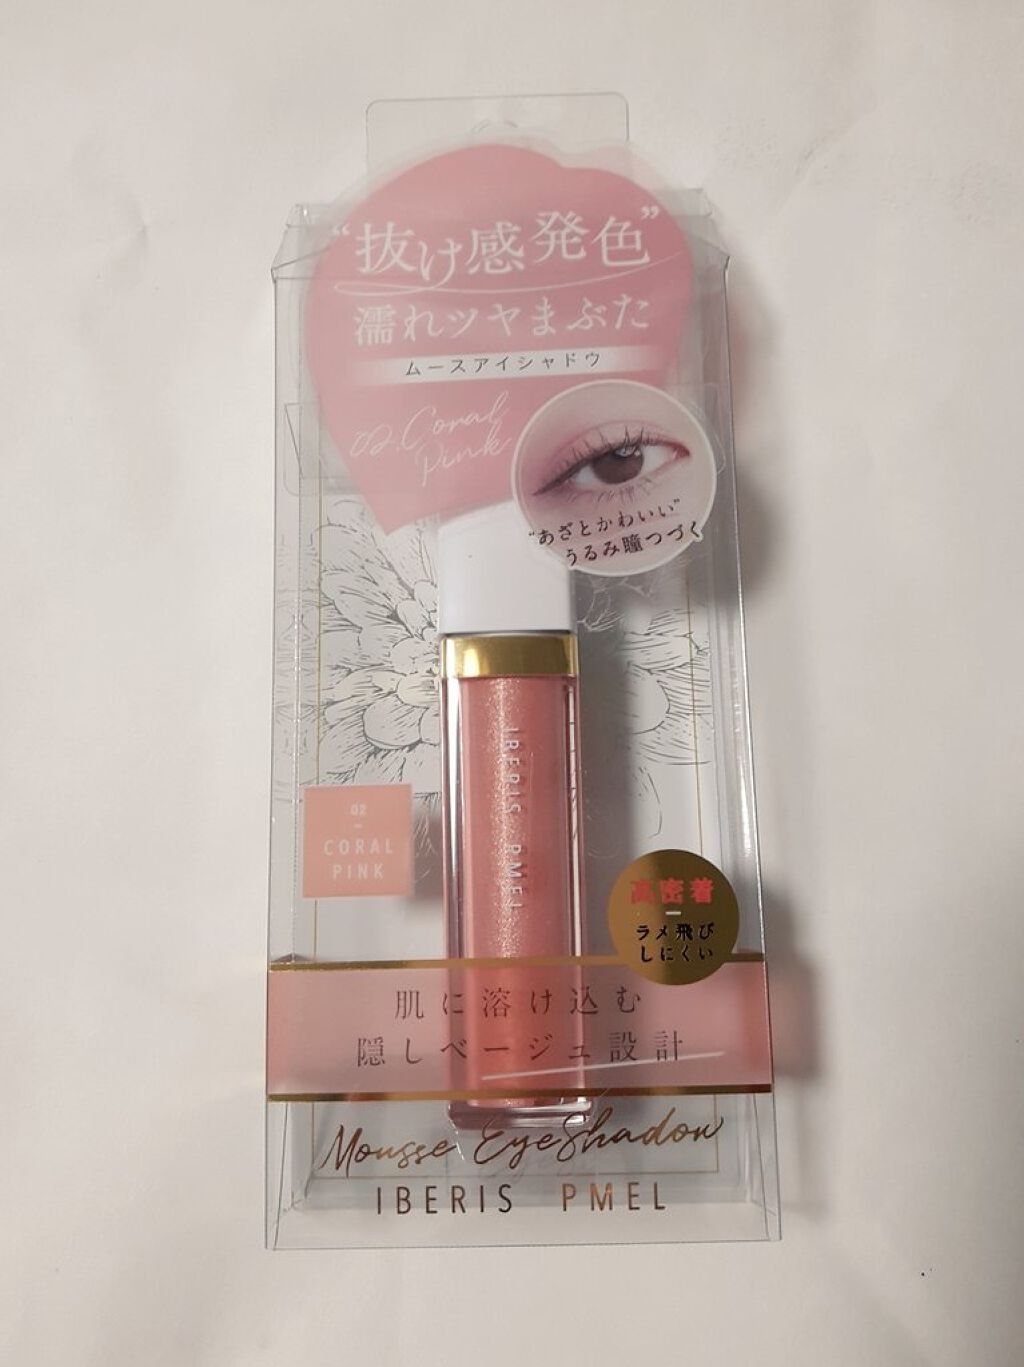 “抜け感発色”
濡れツヤまぶた
ムースアイシャドウ
02.Coral
Pink
“あざとかわいい”
うるみ瞳つづく
IBERIS PMEL
02
CORAL
PINK
高密着
ラメ飛び
しにくい
肌に溶け込む
隠しベージュ設計
Mousse EyeShadow
IBERIS PMEL